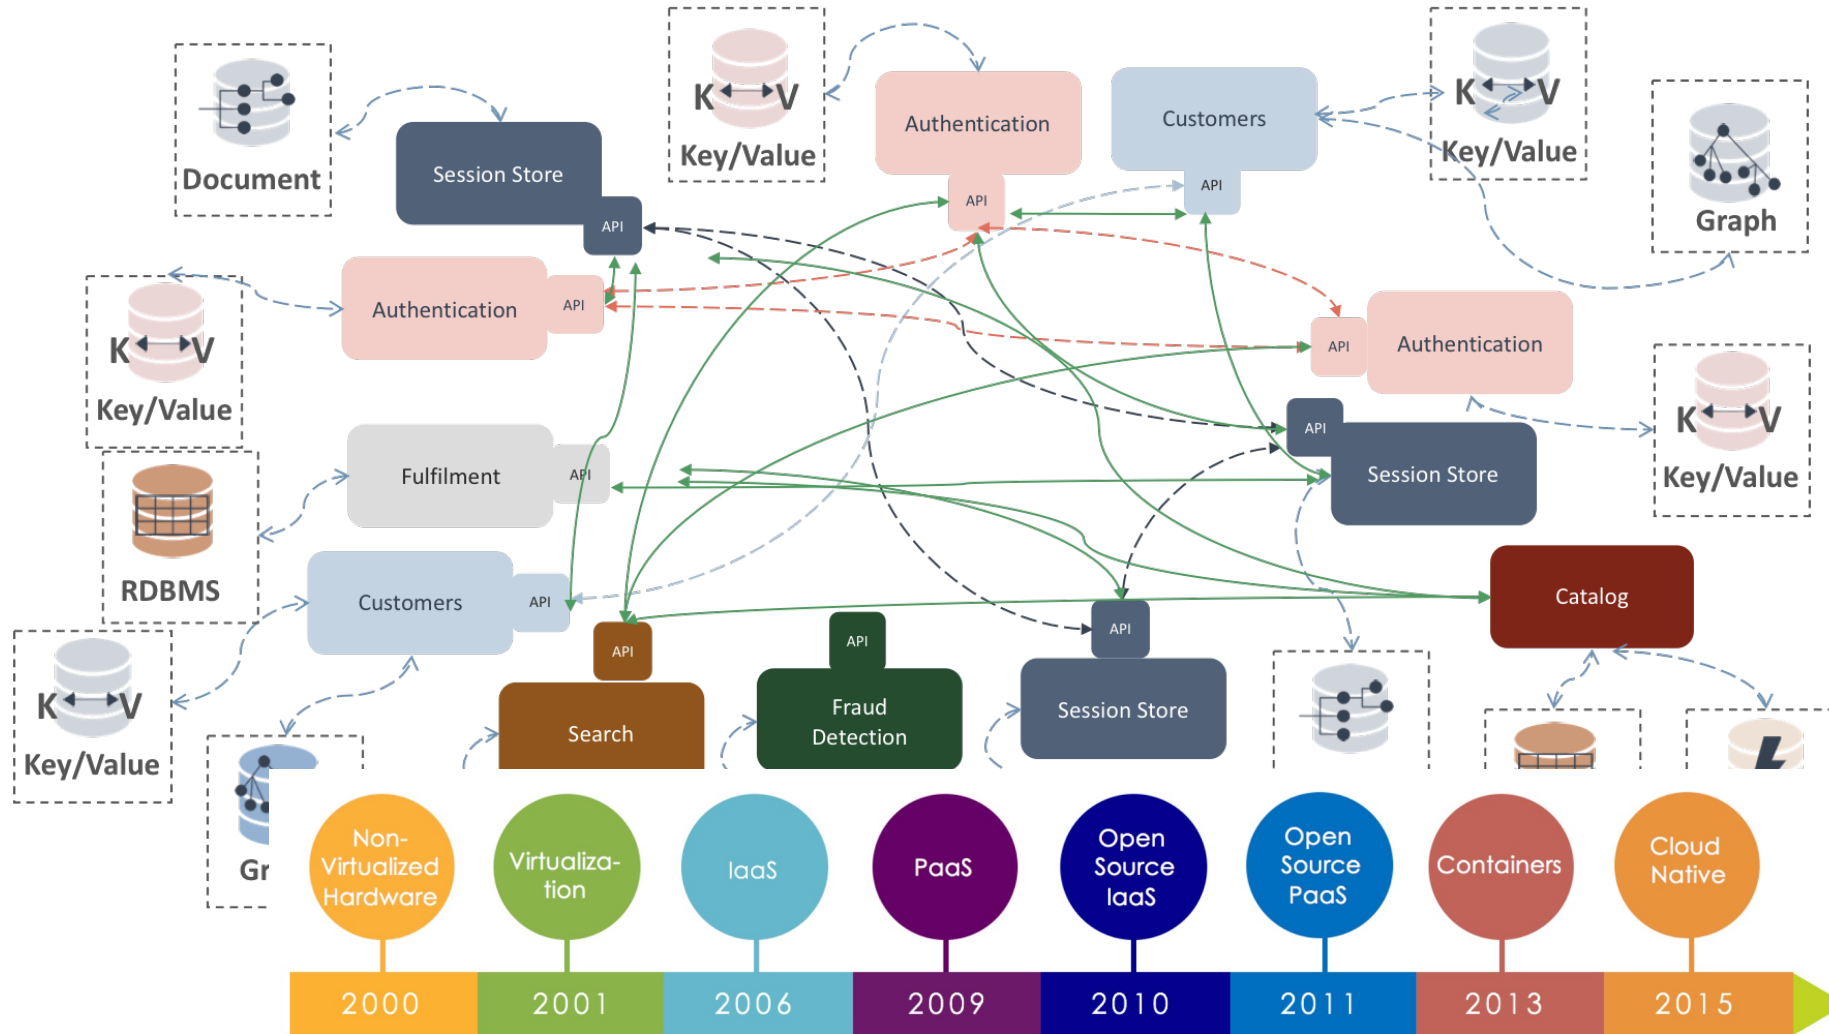 K V
Key/Value
Document
Session Store
API
Authentication
API
Customers
API
K V
Key/Value
Graph
K V
Key/Value
Authentication
API
API
Authentication
K V
Key/Value
Fulfilment
API
API
Session Store
RDBMS
Customers
API
API
Search
API
Fraud
Detection
API
Session Store
Catalog
K V
Key/Value
Non-
Virtualized
Hardware
Virtualiza-
tion
IaaS
PaaS
Open
Source
IaaS
Open
Source
PaaS
Containers
Cloud
Native
2000
2001
2006
2009
2010
2011
2013
2015